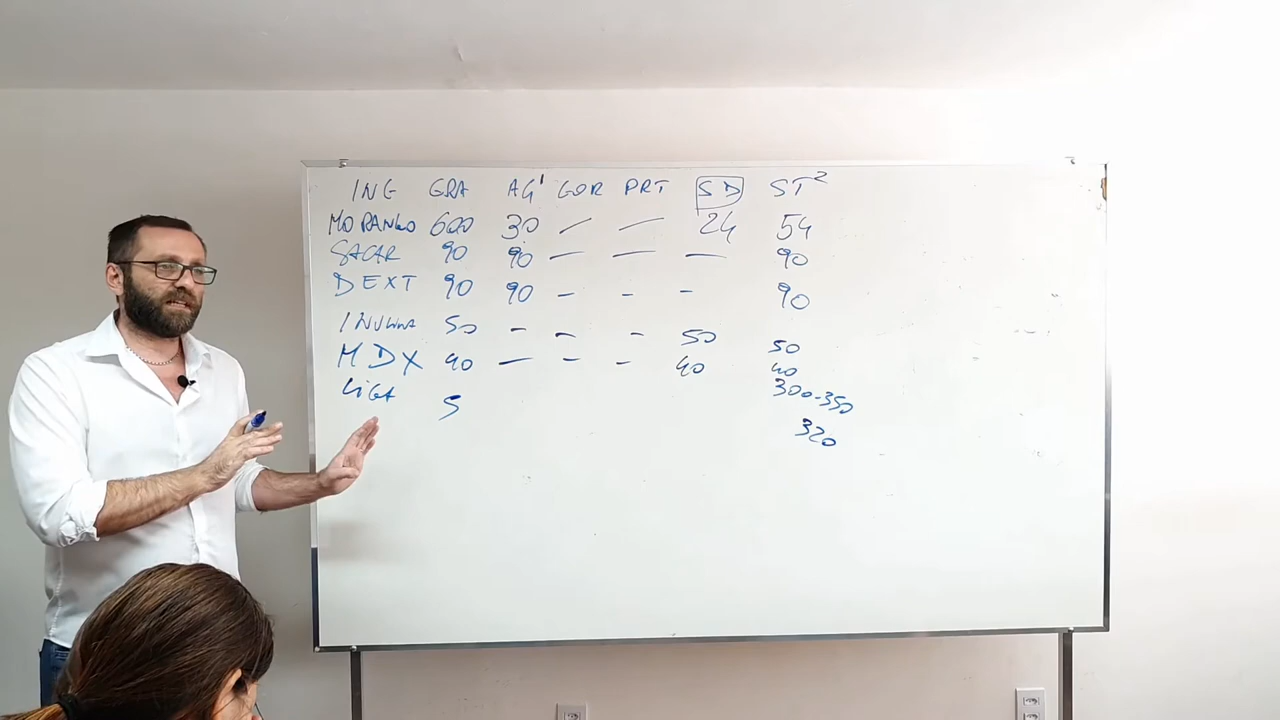 ING GRA AG' GOR PRT SD ST²
MORANGO 600 30 — — 24 54
SACAR 90 90 — — — 90
DEXT 90 90 - - - 90
INULINA 50 - - - 50 50
MDX 40 — - - 40 40
LIGA 5 300-350
320